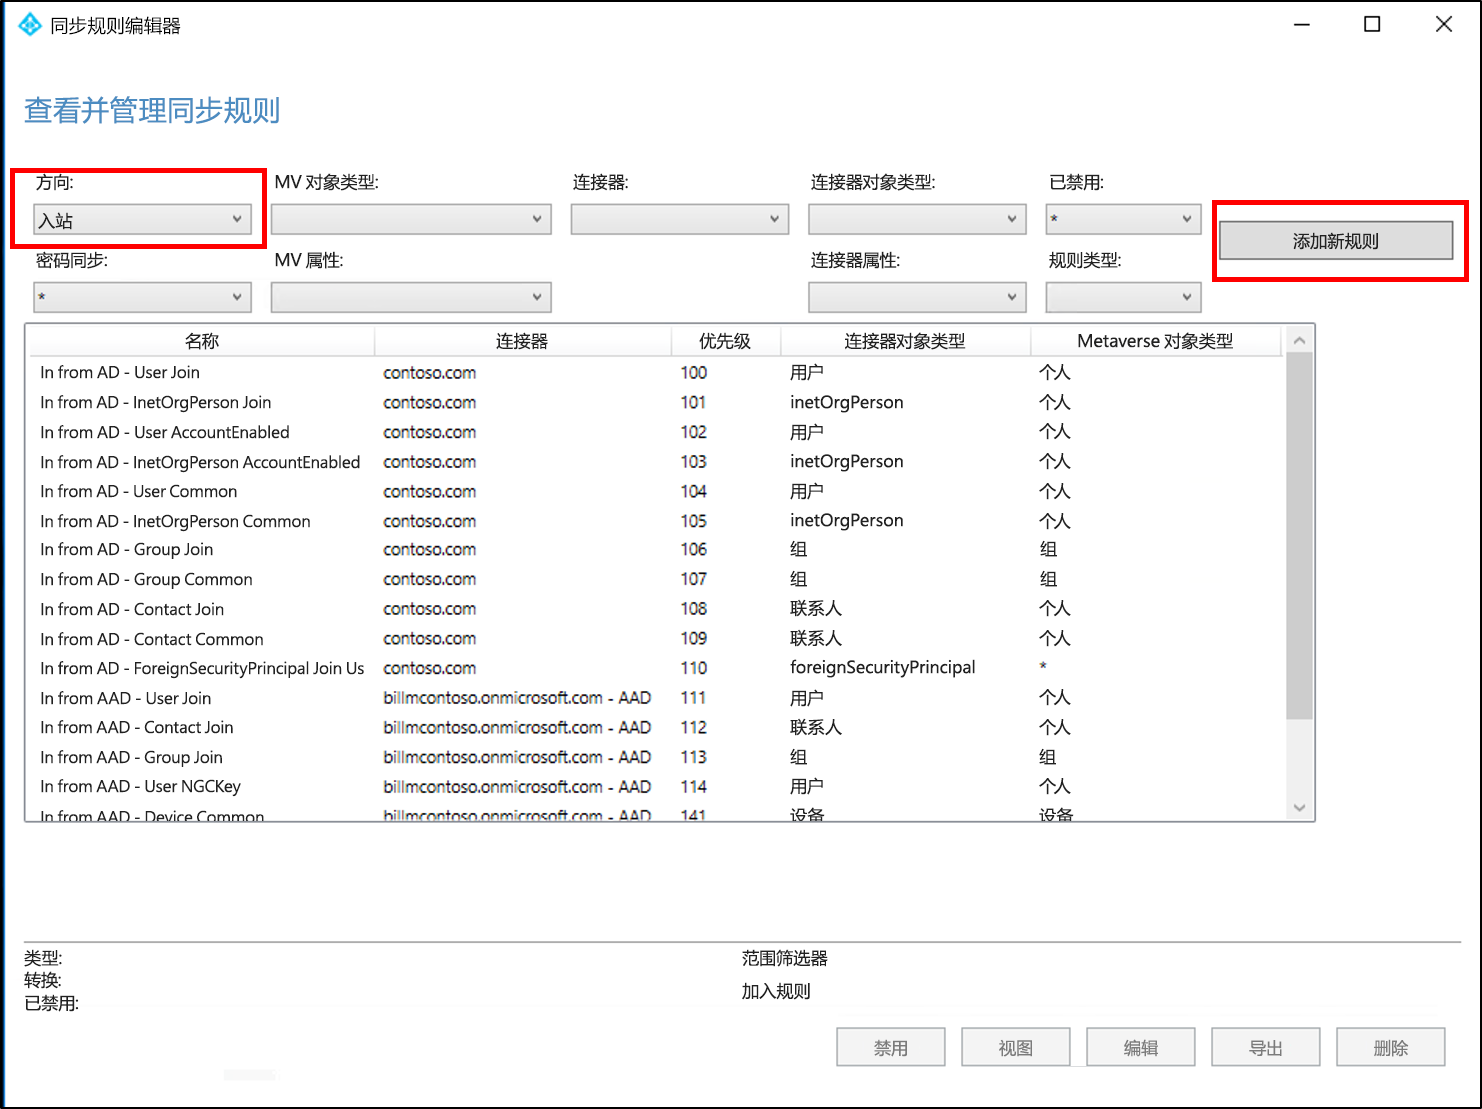 同步规则编辑器
查看并管理同步规则
方向: MV 对象类型: 连接器: 连接器对象类型: 已禁用:
入站 *
添加新规则
密码同步: MV 属性: 连接器属性: 规则类型:
*
名称 连接器 优先级 连接器对象类型 Metaverse 对象类型
In from AD - User Join contoso.com 100 用户 个人
In from AD - InetOrgPerson Join contoso.com 101 inetOrgPerson 个人
In from AD - User AccountEnabled contoso.com 102 用户 个人
In from AD - InetOrgPerson AccountEnabled contoso.com 103 inetOrgPerson 个人
In from AD - User Common contoso.com 104 用户 个人
In from AD - InetOrgPerson Common contoso.com 105 inetOrgPerson 个人
In from AD - Group Join contoso.com 106 组 组
In from AD - Group Common contoso.com 107 组 组
In from AD - Contact Join contoso.com 108 联系人 个人
In from AD - Contact Common contoso.com 109 联系人 个人
In from AD - ForeignSecurityPrincipal Join Us contoso.com 110 foreignSecurityPrincipal *
In from AAD - User Join billmcontoso.onmicrosoft.com - AAD 111 用户 个人
In from AAD - Contact Join billmcontoso.onmicrosoft.com - AAD 112 联系人 个人
In from AAD - Group Join billmcontoso.onmicrosoft.com - AAD 113 组 组
In from AAD - User NGCKey billmcontoso.onmicrosoft.com - AAD 114 用户 个人
In from AAD - Device Common billmcontoso.onmicrosoft.com - AAD 141 设备 设备
类型: 范围筛选器
转换:
加入规则
已禁用:
禁用 视图 编辑 导出 删除